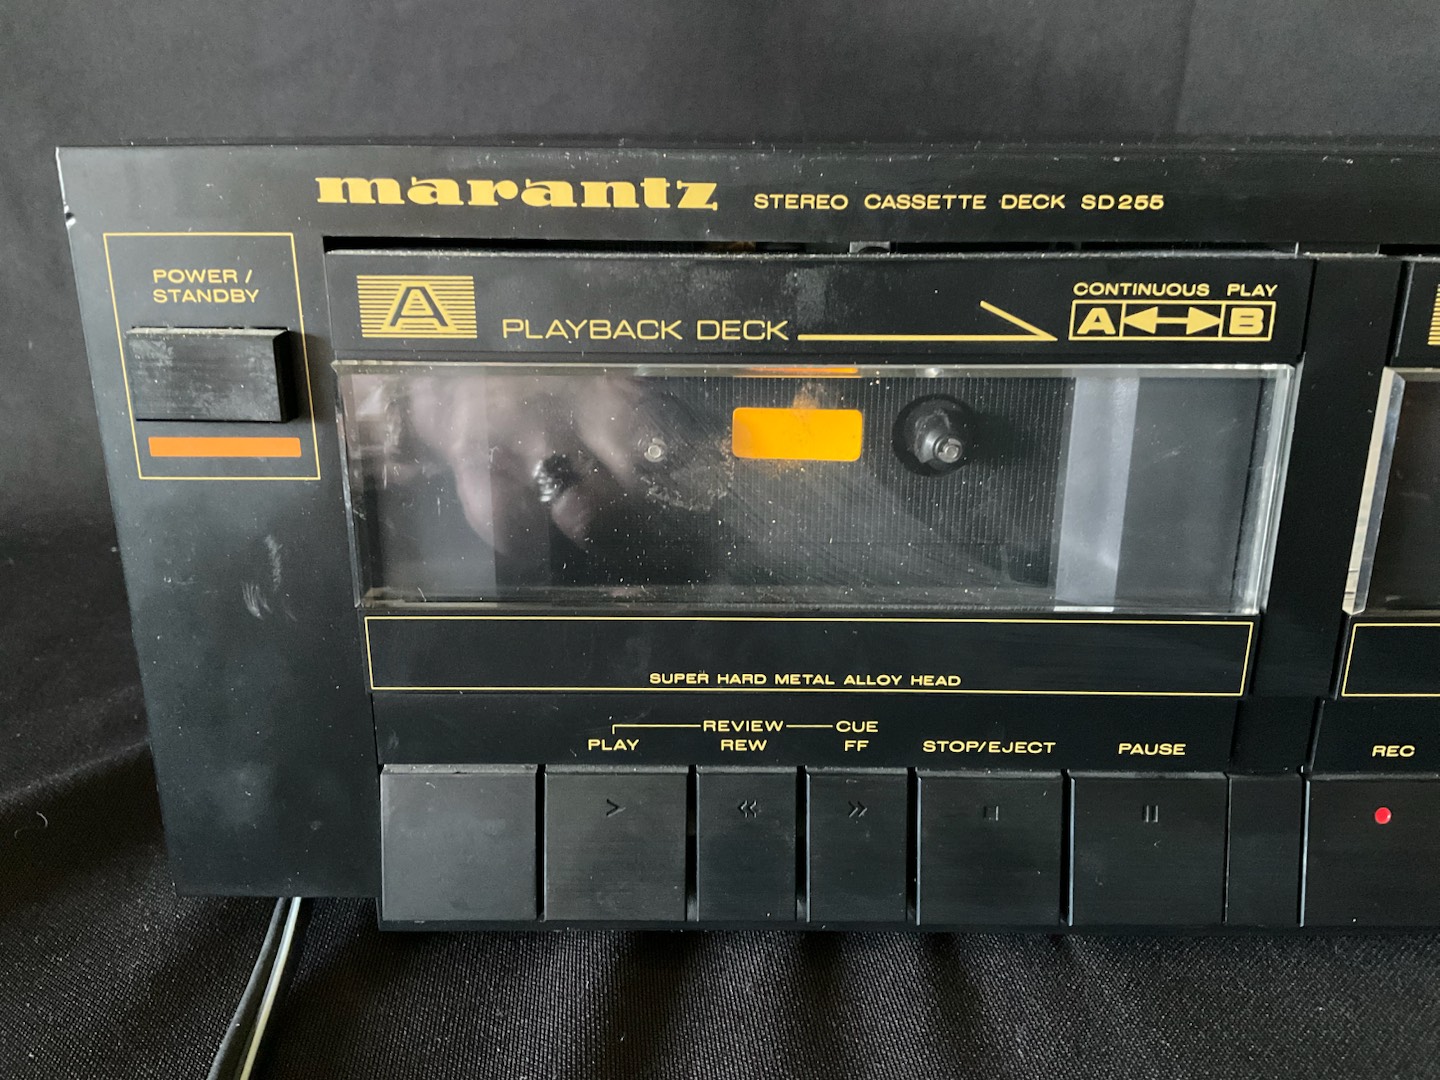 marantz STEREO CASSETTE DECK SD255
POWER /
STANDBY
A PLAYBACK DECK
CONTINUOUS PLAY
A B
SUPER HARD METAL ALLOY HEAD
REVIEW CUE
PLAY REW FF STOP/EJECT PAUSE REC